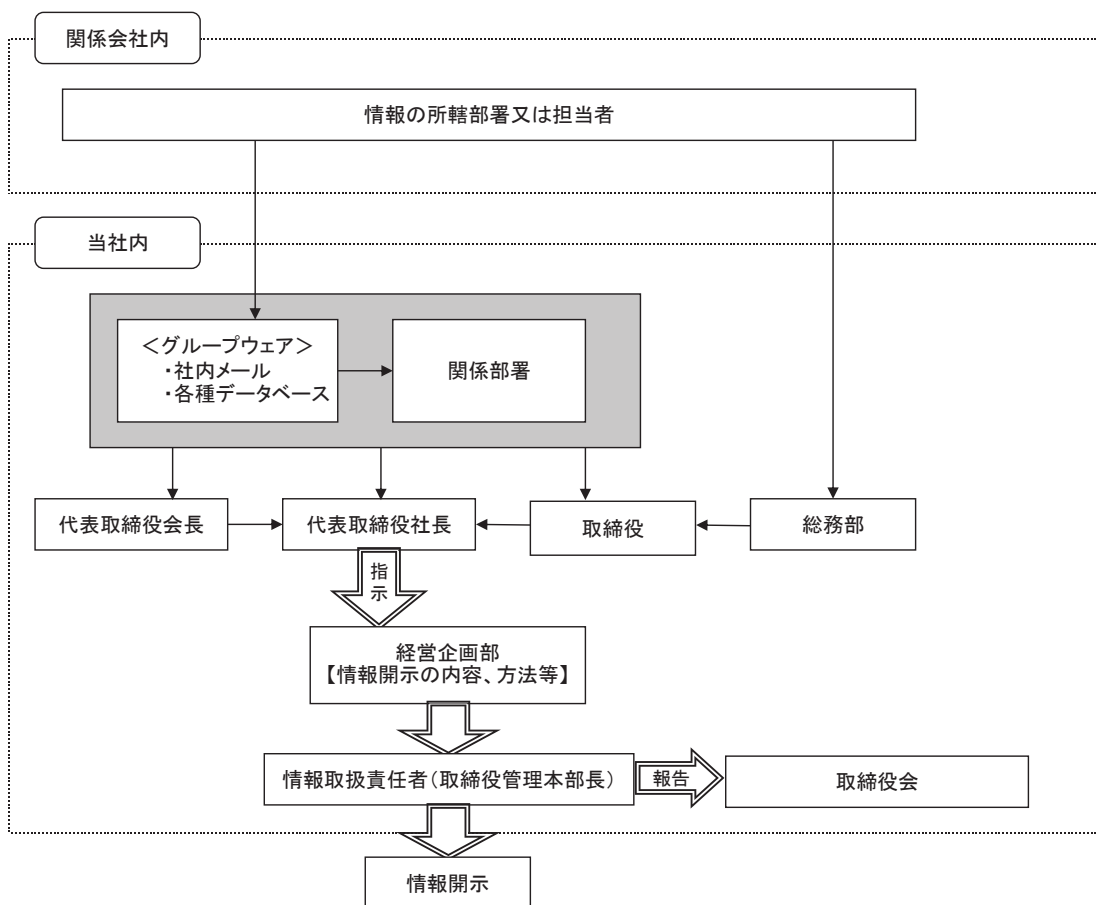 関係会社内
情報の所轄部署又は担当者
当社内
＜グループウェア＞
・社内メール
・各種データベース
関係部署
代表取締役会長
代表取締役社長
取締役
総務部
指
示
経営企画部
【情報開示の内容、方法等】
情報取扱責任者（取締役管理本部長）
報告
取締役会
情報開示